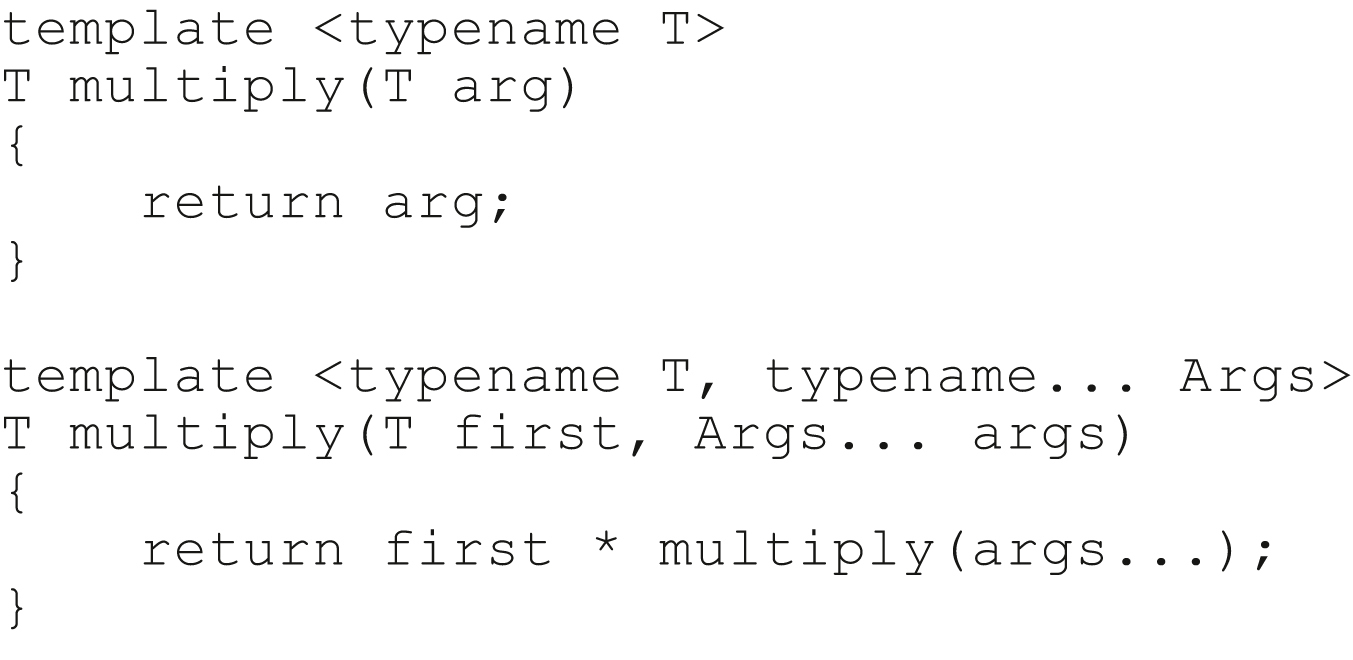 template <typename T>
T multiply(T arg)
{
    return arg;
}

template <typename T, typename... Args>
T multiply(T first, Args... args)
{
    return first * multiply(args...);
}